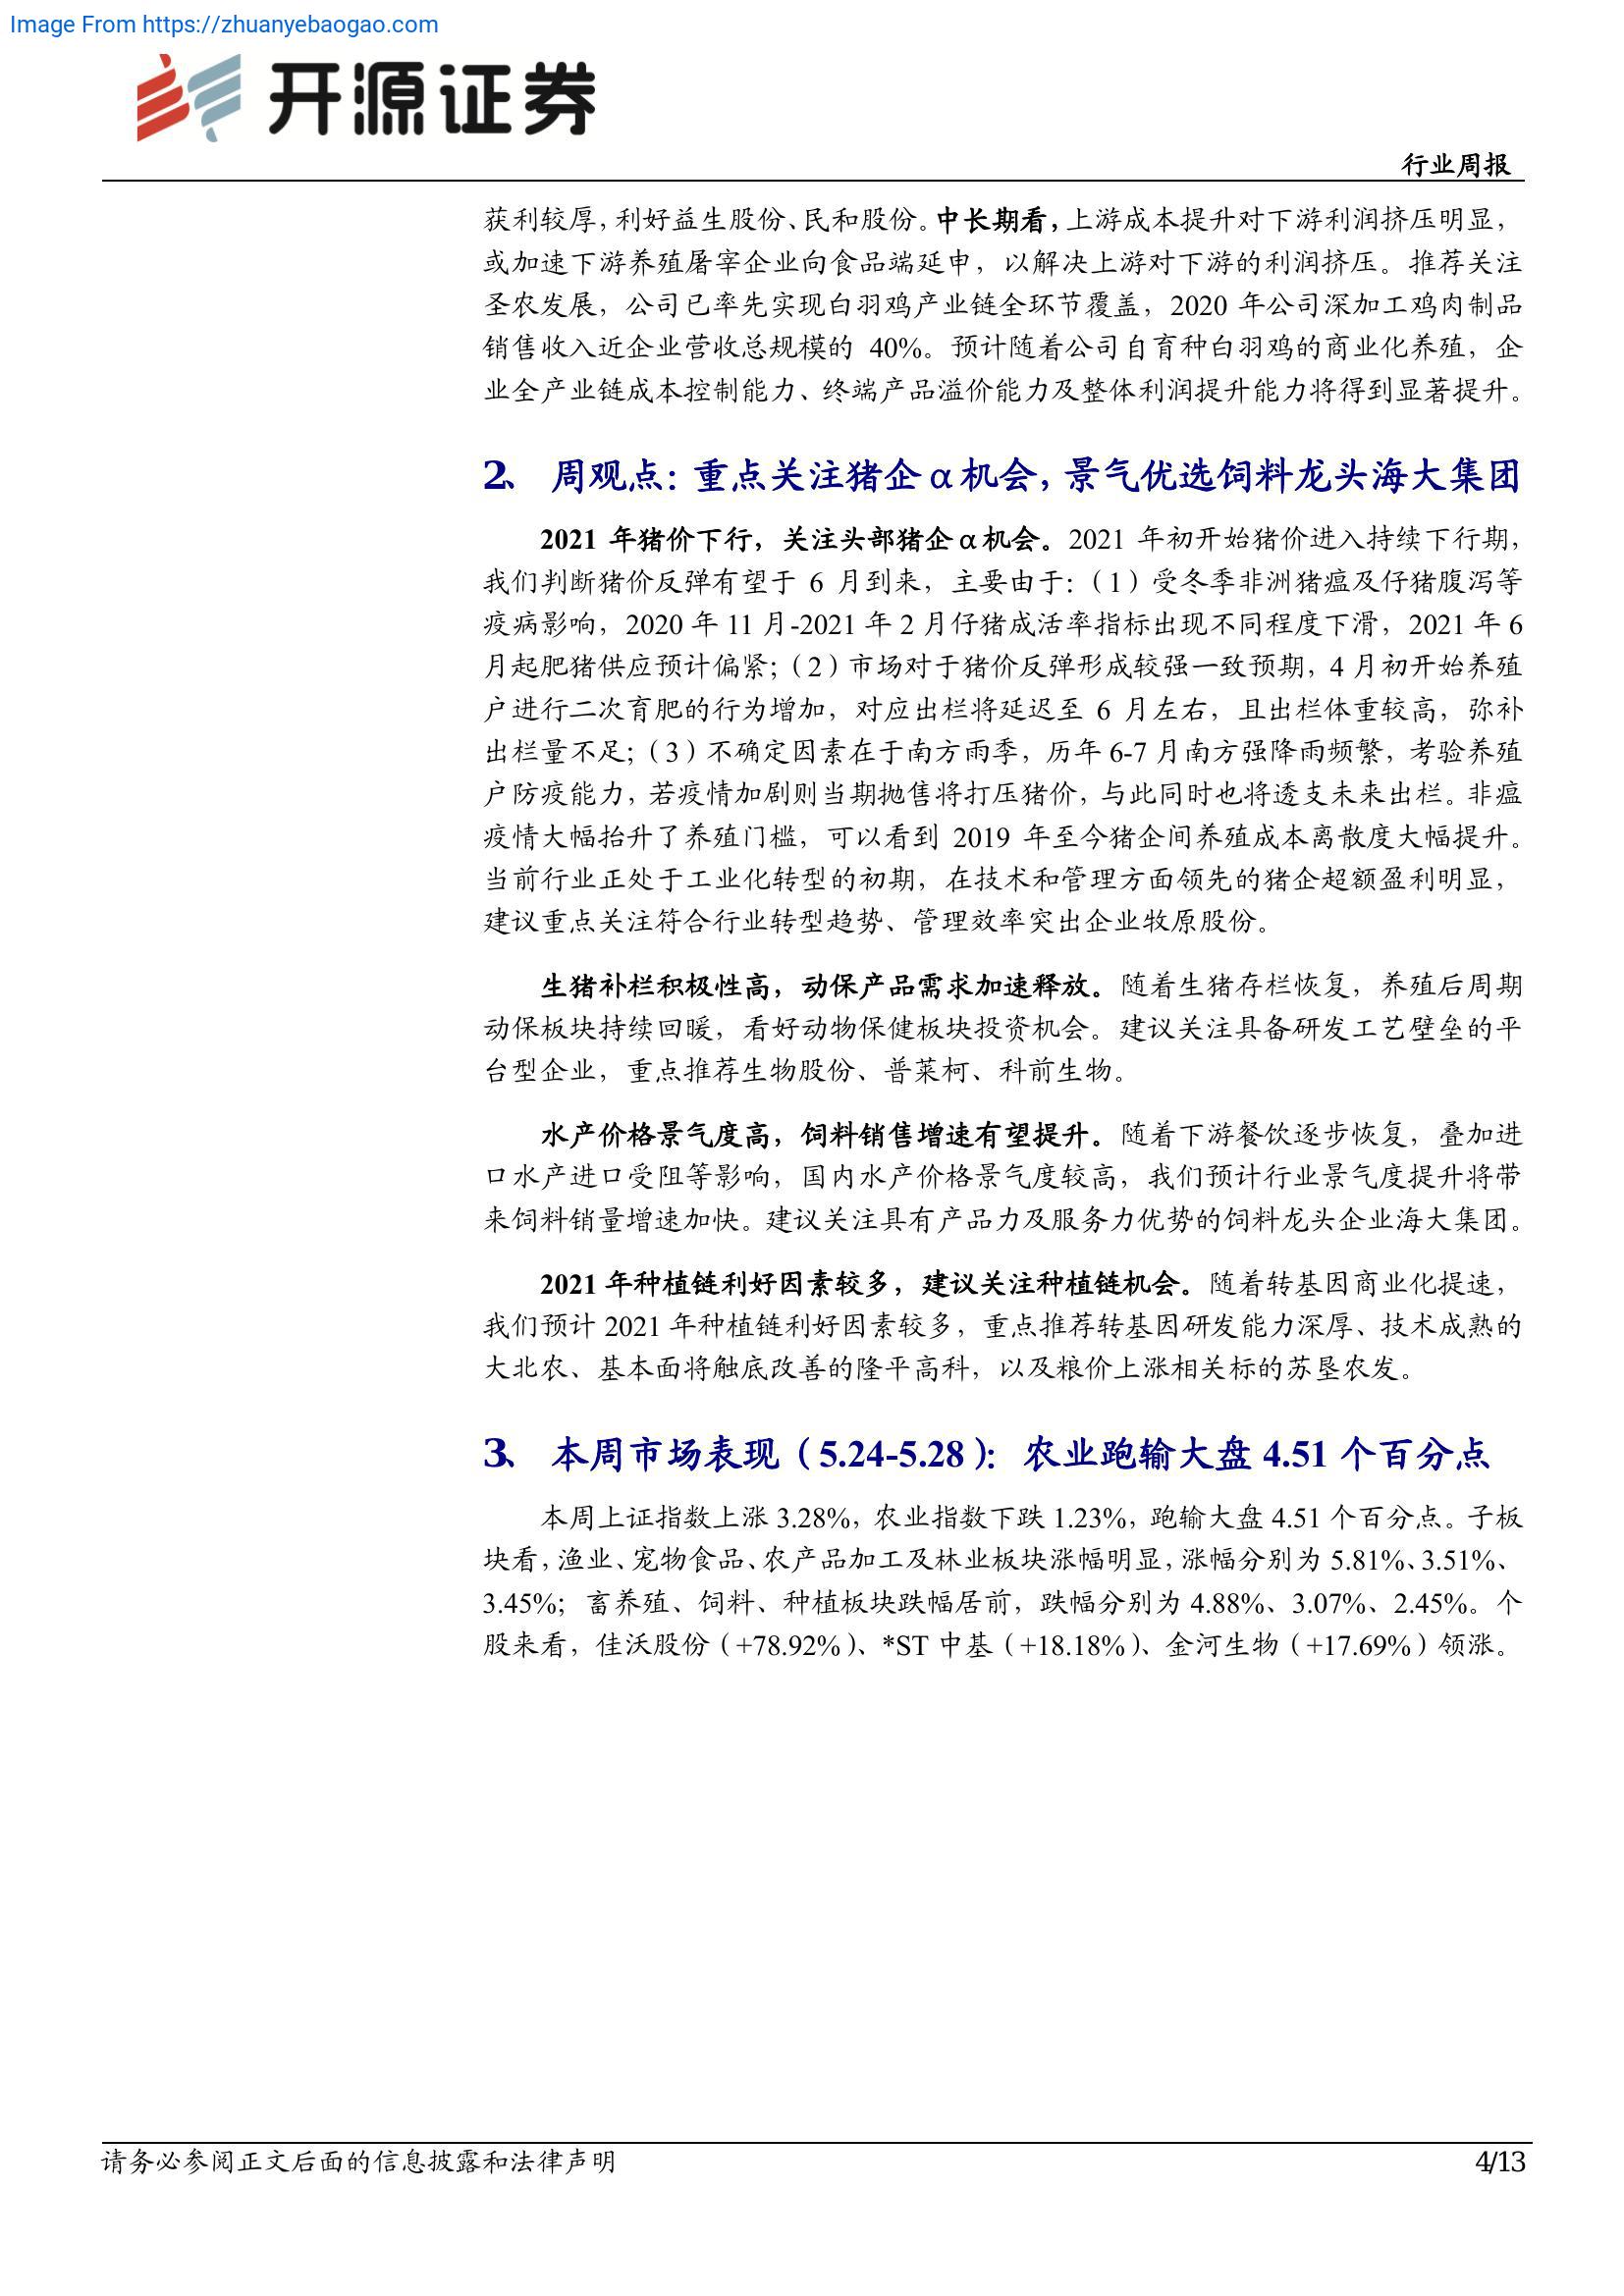 Image From https://zhuanyebaogao.com
开源证券
行业周报
获利较厚，利好益生股份、民和股份。中长期看，上游成本提升对下游利润挤压明显，
或加速下游养殖屠宰企业向食品端延申，以解决上游对下游的利润挤压。推荐关注
圣农发展，公司已率先实现白羽鸡产业链全环节覆盖，2020 年公司深加工鸡肉制品
销售收入近企业营收总规模的 40%。预计随着公司自育种白羽鸡的商业化养殖，企
业全产业链成本控制能力、终端产品溢价能力及整体利润提升能力将得到显著提升。
2、 周观点：重点关注猪企α机会，景气优选饲料龙头海大集团
2021 年猪价下行，关注头部猪企α机会。2021 年初开始猪价进入持续下行期，
我们判断猪价反弹有望于 6 月到来，主要由于：（1）受冬季非洲猪瘟及仔猪腹泻等
疫病影响，2020 年 11 月-2021 年 2 月仔猪成活率指标出现不同程度下滑，2021 年 6
月起肥猪供应预计偏紧；（2）市场对于猪价反弹形成较强一致预期，4 月初开始养殖
户进行二次育肥的行为增加，对应出栏将延迟至 6 月左右，且出栏体重较高，弥补
出栏量不足；（3）不确定因素在于南方雨季，历年 6-7 月南方强降雨频繁，考验养殖
户防疫能力，若疫情加剧则当期抛售将打压猪价，与此同时也将透支未来出栏。非瘟
疫情大幅抬升了养殖门槛，可以看到 2019 年至今猪企间养殖成本离散度大幅提升。
当前行业正处于工业化转型的初期，在技术和管理方面领先的猪企超额盈利明显，
建议重点关注符合行业转型趋势、管理效率突出企业牧原股份。
生猪补栏积极性高，动保产品需求加速释放。随着生猪存栏恢复，养殖后周期
动保板块持续回暖，看好动物保健板块投资机会。建议关注具备研发工艺壁垒的平
台型企业，重点推荐生物股份、普莱柯、科前生物。
水产价格景气度高，饲料销售增速有望提升。随着下游餐饮逐步恢复，叠加进
口水产进口受阻等影响，国内水产价格景气度较高，我们预计行业景气度提升将带
来饲料销量增速加快。建议关注具有产品力及服务力优势的饲料龙头企业海大集团。
2021 年种植链利好因素较多，建议关注种植链机会。随着转基因商业化提速，
我们预计 2021 年种植链利好因素较多，重点推荐转基因研发能力深厚、技术成熟的
大北农、基本面将触底改善的隆平高科，以及粮价上涨相关标的苏垦农发。
3、 本周市场表现（5.24-5.28）：农业跑输大盘 4.51 个百分点
本周上证指数上涨 3.28%，农业指数下跌 1.23%，跑输大盘 4.51 个百分点。子板
块看，渔业、宠物食品、农产品加工及林业板块涨幅明显，涨幅分别为 5.81%、3.51%、
3.45%；畜养殖、饲料、种植板块跌幅居前，跌幅分别为 4.88%、3.07%、2.45%。个
股来看，佳沃股份（+78.92%）、*ST 中基（+18.18%）、金河生物（+17.69%）领涨。
请务必参阅正文后面的信息披露和法律声明
4/13